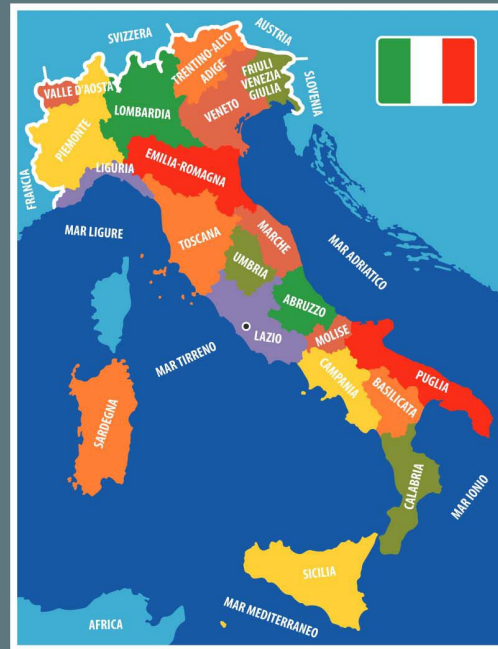 SVIZZERA
AUSTRIA
TRENTINO-ALTO
ADIGE
FRIULI
VENEZIA
GIULIA
SLOVENIA
VALLE D'AOSTA
LOMBARDIA
VENETO
PIEMONTE
FRANCIA
LIGURIA
EMILIA-ROMAGNA
MAR LIGURE
TOSCANA
MARCHE
UMBRIA
MAR ADRIATICO
ABRUZZO
LAZIO
MOLISE
MAR TIRRENO
CAMPANIA
PUGLIA
BASILICATA
SARDEGNA
CALABRIA
MAR IONIO
SICILIA
AFRICA
MAR MEDITERRANEO